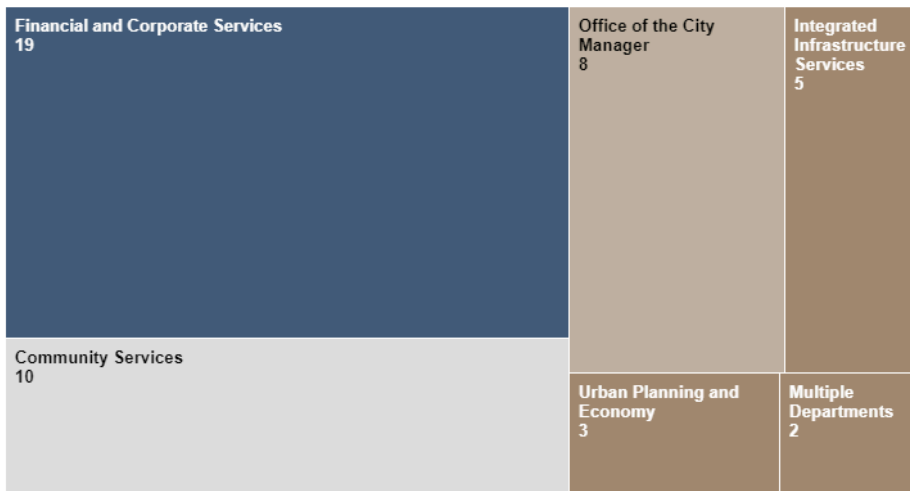 Financial and Corporate Services
19
Community Services
10
Office of the City
Manager
8
Integrated
Infrastructure
Services
5
Urban Planning and
Economy
3
Multiple
Departments
2